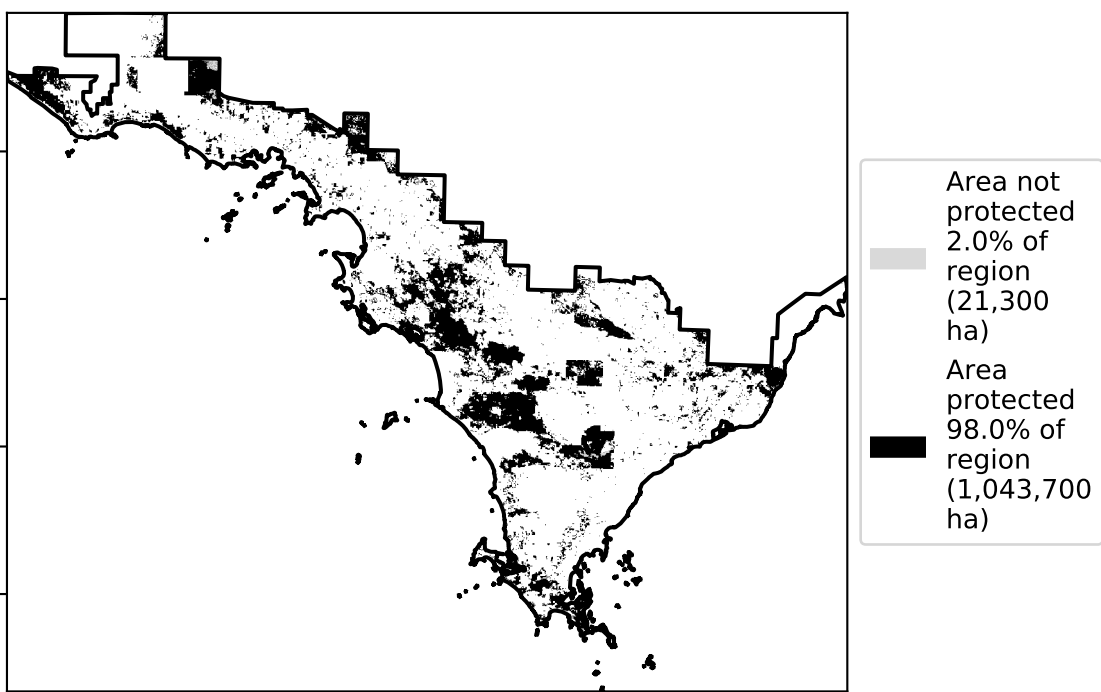 Area not
protected
2.0% of
region
(21,300
ha)
Area
protected
98.0% of
region
(1,043,700
ha)